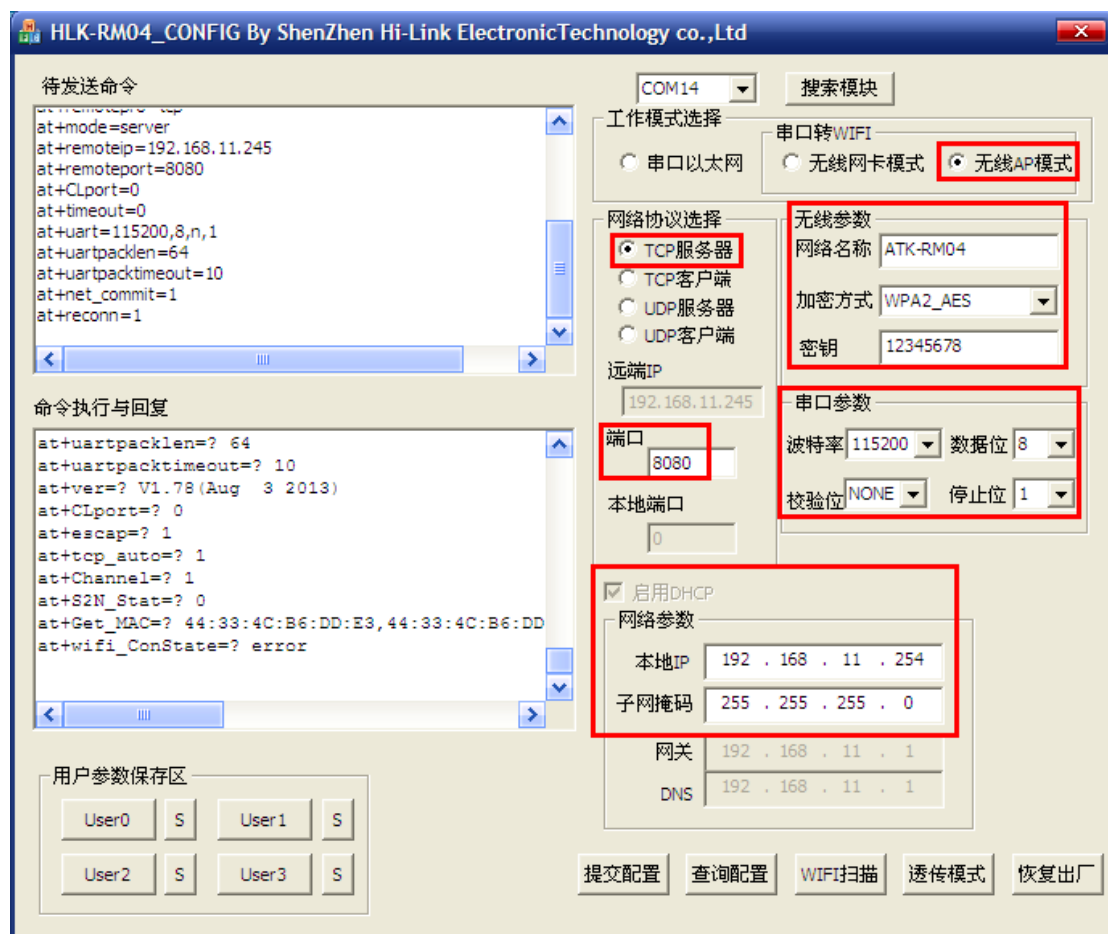 HLK-RM04_CONFIG By ShenZhen Hi-Link ElectronicTechnology co.,Ltd
待发送命令
at+mode=server
at+remoteip=192.168.11.245
at+remoteport=8080
at+CLport=0
at+timeout=0
at+uart=115200,8,n,1
at+uartpacklen=64
at+uartpacktimeout=10
at+net_commit=1
at+reconn=1
命令执行与回复
at+uartpacklen=? 64
at+uartpacktimeout=? 10
at+ver=? V1.78(Aug  3 2013)
at+CLport=? 0
at+escap=? 1
at+tcp_auto=? 1
at+Channel=? 1
at+S2N_Stat=? 0
at+Get_MAC=? 44:33:4C:B6:DD:E3,44:33:4C:B6:DD
at+wifi_ConState=? error
用户参数保存区
User0 S User1 S
User2 S User3 S
COM14 搜索模块
工作模式选择
串口以太网
串口转WIFI
无线网卡模式 无线AP模式
网络协议选择
TCP服务器
TCP客户端
UDP服务器
UDP客户端
远端IP
192.168.11.245
端口
8080
本地端口
0
无线参数
网络名称 ATK-RM04
加密方式 WPA2_AES
密钥 12345678
串口参数
波特率 115200 数据位 8
校验位 NONE 停止位 1
启用DHCP
网络参数
本地IP 192 . 168 . 11 . 254
子网掩码 255 . 255 . 255 . 0
网关 192 . 168 . 11 . 1
DNS 192 . 168 . 11 . 1
提交配置 查询配置 WIFI扫描 透传模式 恢复出厂